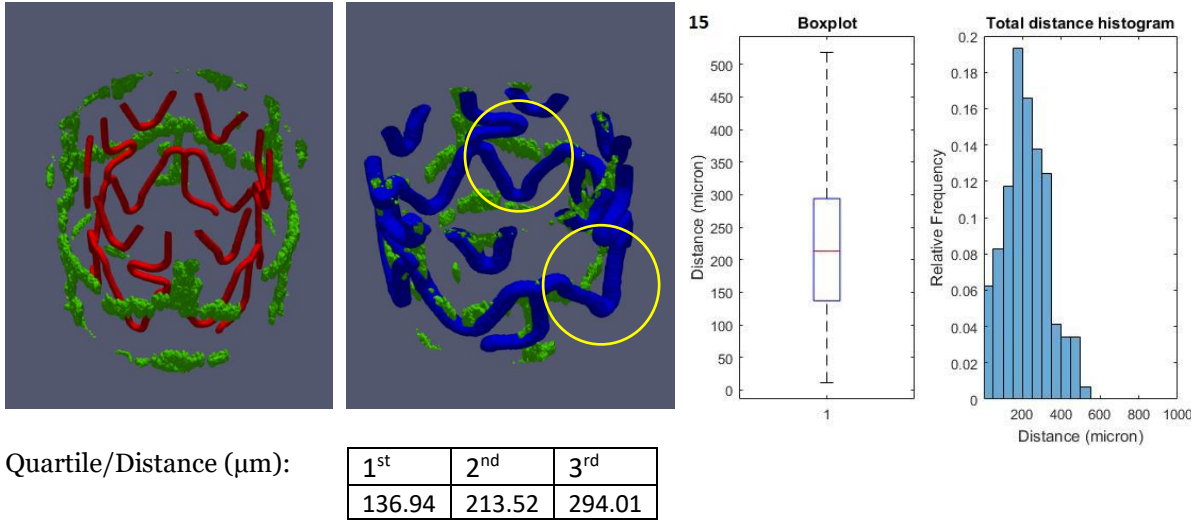 15
Boxplot
Distance (micron)
500
450
400
350
300
250
200
150
100
50
0
1
Total distance histogram
Relative Frequency
0.2
0.18
0.16
0.14
0.12
0.1
0.08
0.06
0.04
0.02
0
200 400 600 800 1000
Distance (micron)
Quartile/Distance (µm):
1st 2nd 3rd
136.94 213.52 294.01